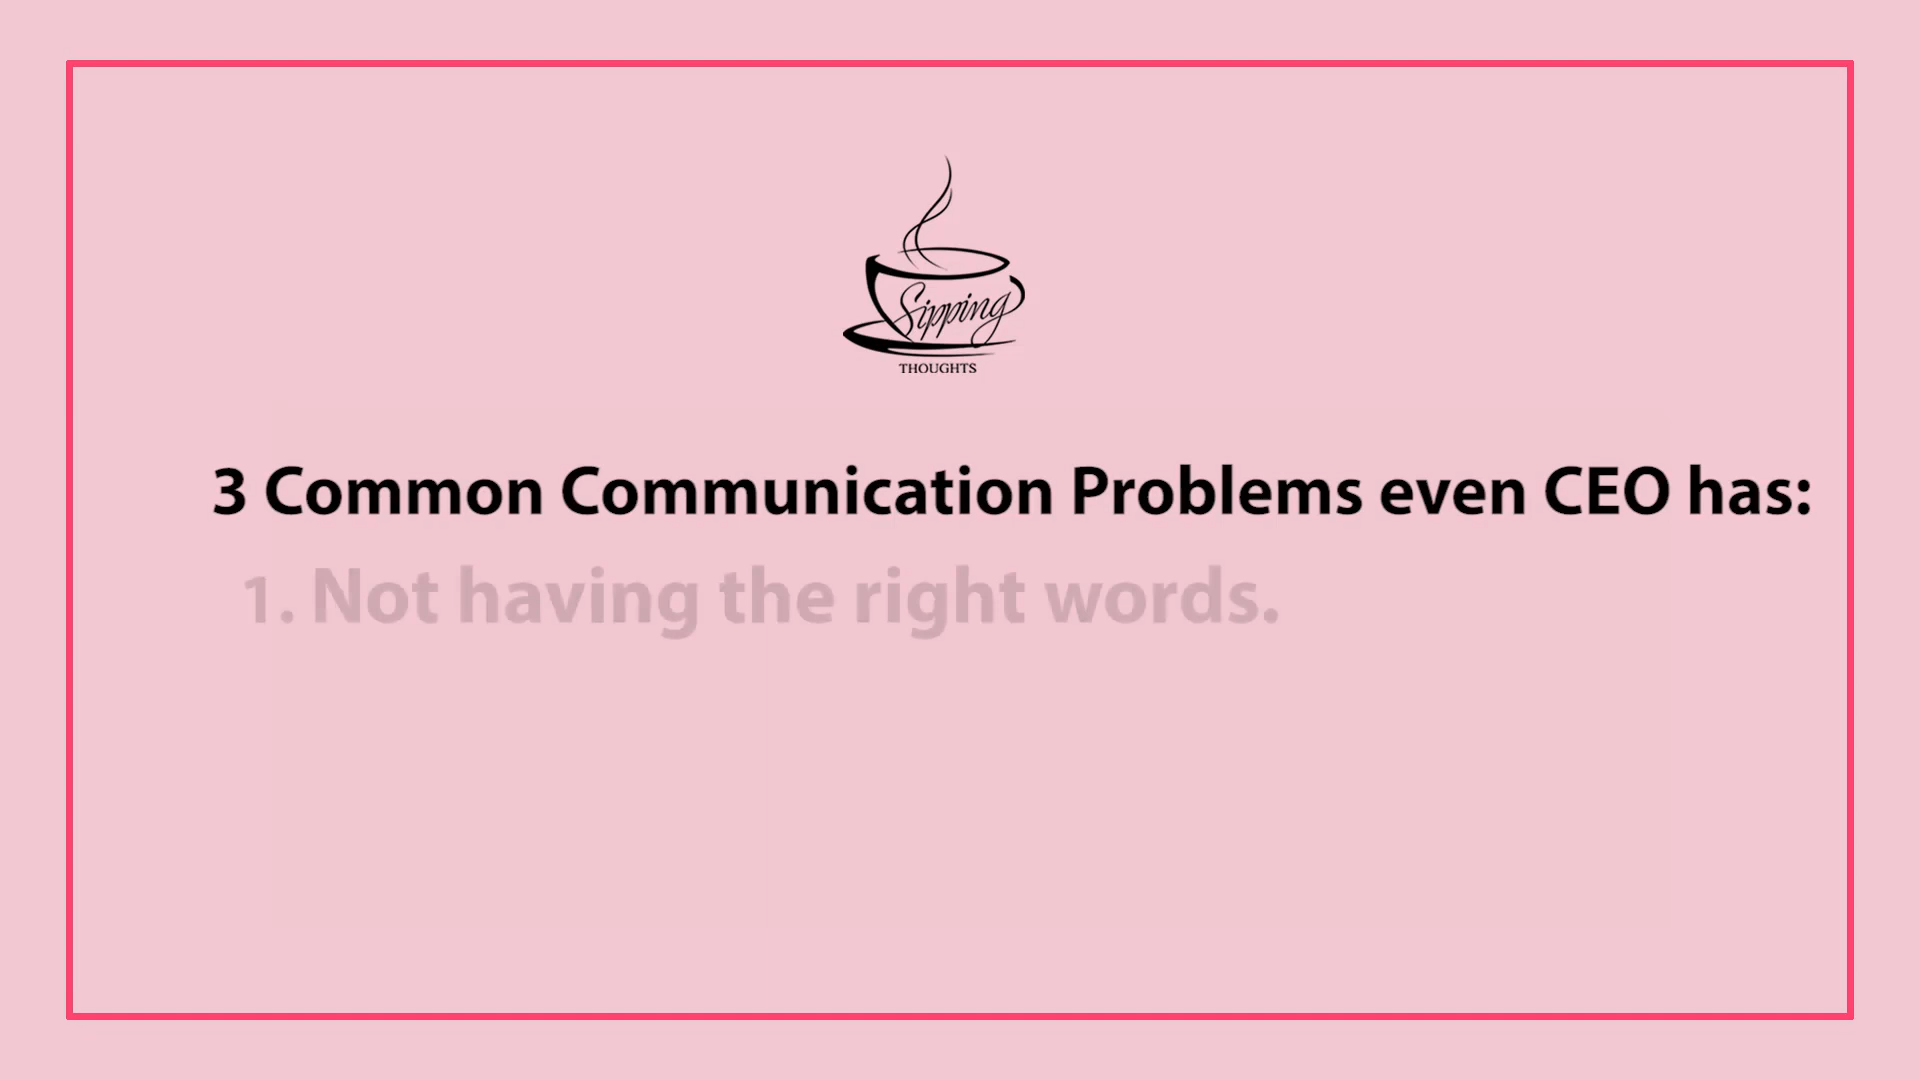 Sipping
THOUGHTS
3 Common Communication Problems even CEO has:
1. Not having the right words.